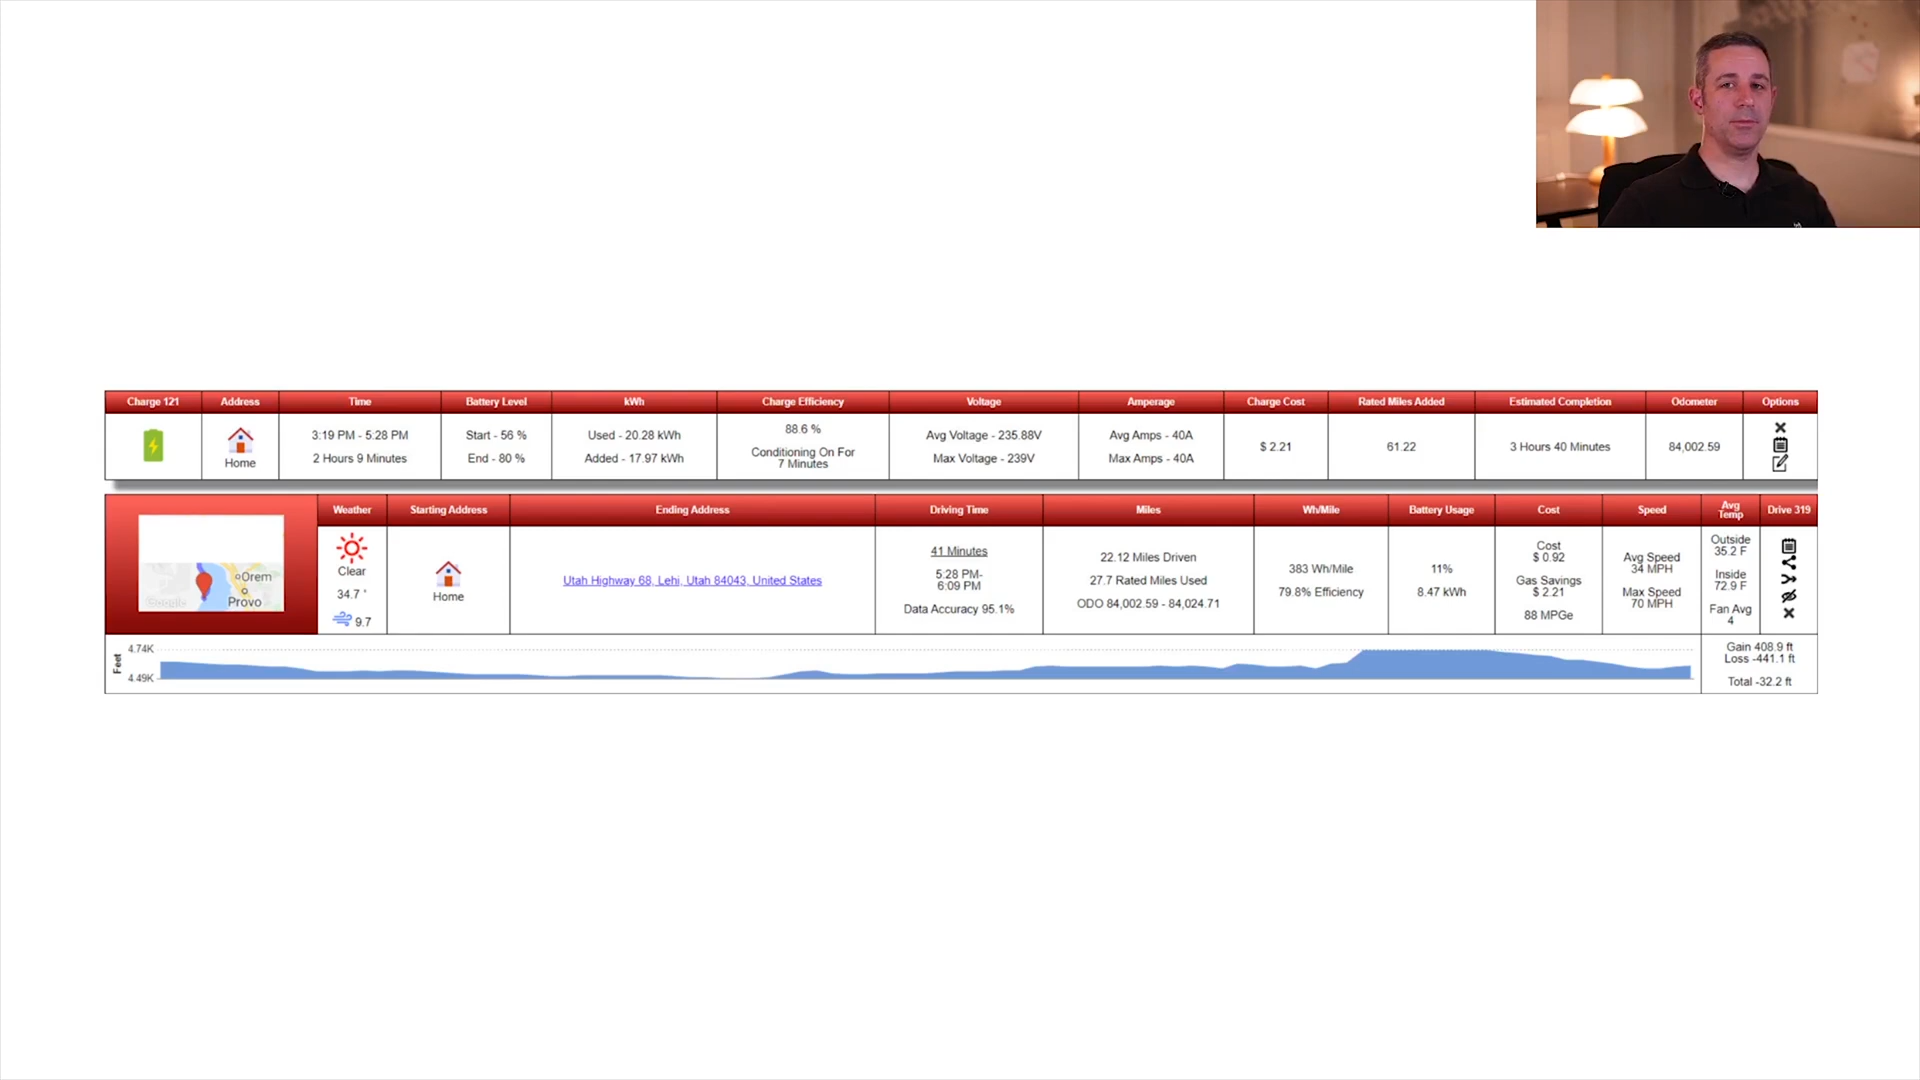 Charge 121 Address Time Battery Level kWh Charge Efficiency Voltage Amperage Charge Cost Rated Miles Added Estimated Completion Odometer Options
Home
3:19 PM - 5:28 PM
2 Hours 9 Minutes
Start - 56 %
End - 80 %
Used - 20.28 kWh
Added - 17.97 kWh
88.6 %
Conditioning On For
7 Minutes
Avg Voltage - 235.88V
Max Voltage - 239V
Avg Amps - 40A
Max Amps - 40A
$ 2.21
61.22
3 Hours 40 Minutes
84,002.59
Weather Starting Address Ending Address Driving Time Miles Wh/Mile Battery Usage Cost Speed Avg Temp Drive 319
Orem
Provo
Google
Clear
34.7 °
9.7
Home
Utah Highway 68, Lehi, Utah 84043, United States
41 Minutes
5:28 PM-
6:09 PM
Data Accuracy 95.1%
22.12 Miles Driven
27.7 Rated Miles Used
ODO 84,002.59 - 84,024.71
383 Wh/Mile
79.8% Efficiency
11%
8.47 kWh
Cost
$ 0.92
Gas Savings
$ 2.21
88 MPGe
Avg Speed
34 MPH
Max Speed
70 MPH
Outside
35.2 F
Inside
72.9 F
Fan Avg
4
Feet
4.74K
4.49K
Gain 408.9 ft
Loss -441.1 ft
Total -32.2 ft